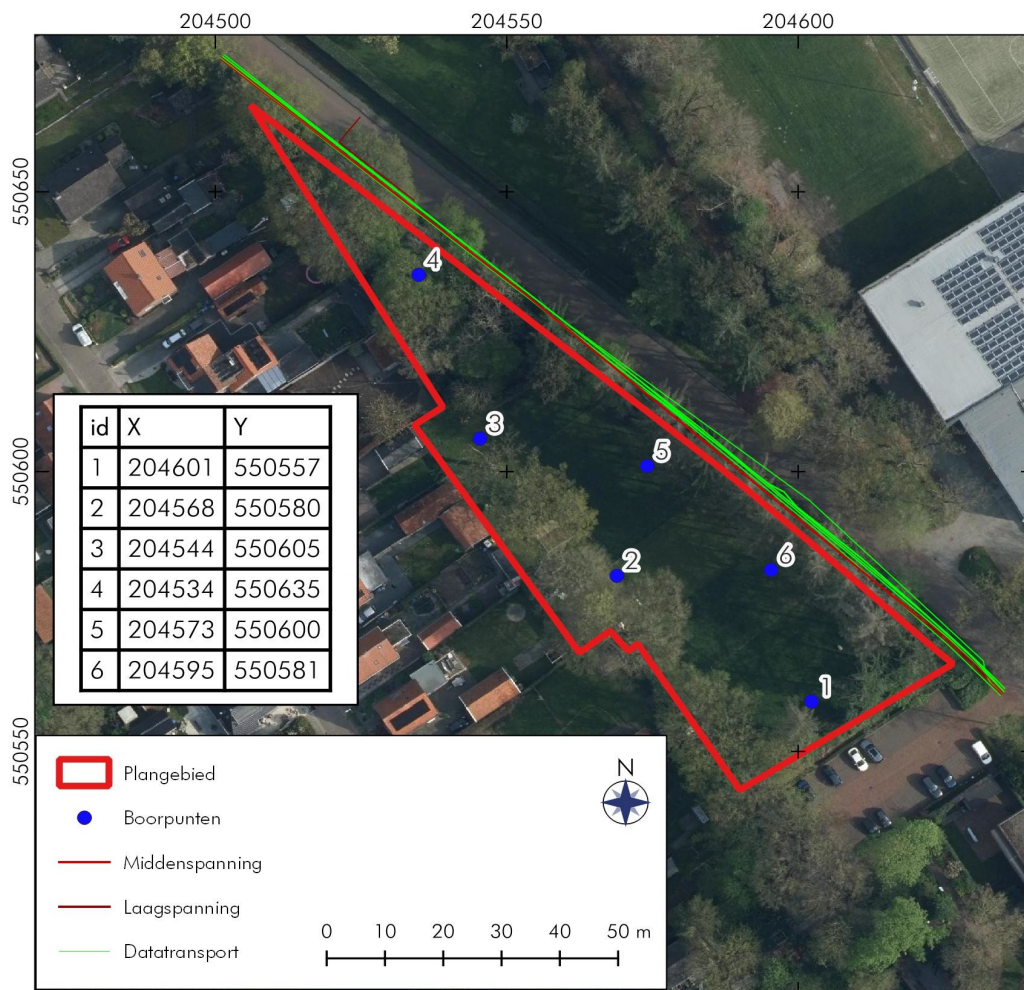 204500 204550 204600
550650
550600
550550
4
3
5
2
6
1
id X Y
1 204601 550557
2 204568 550580
3 204544 550605
4 204534 550635
5 204573 550600
6 204595 550581
Plangebied
Boorpunten
Middenspanning
Laagspanning
Datatransport
N
0 10 20 30 40 50 m